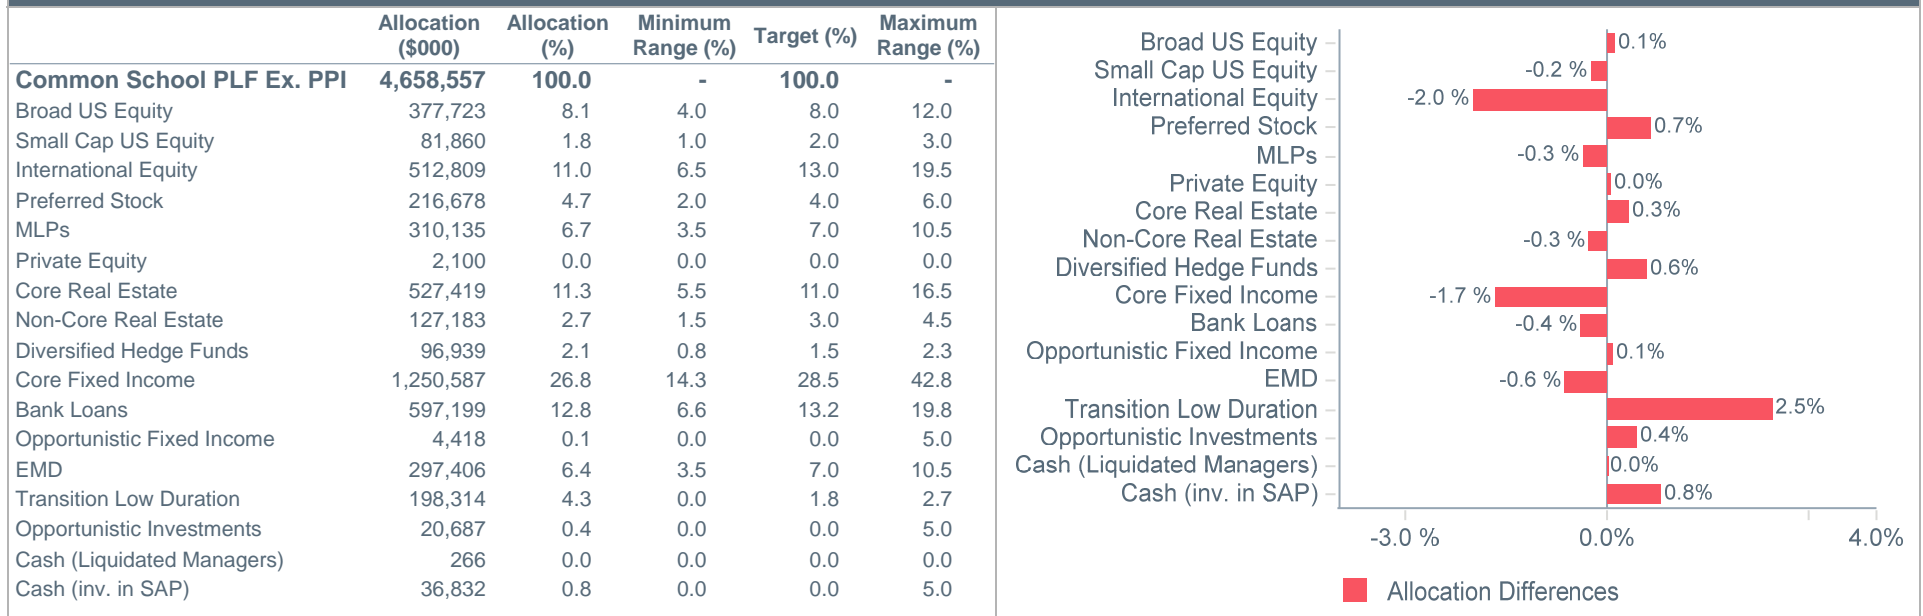 Allocation ($000) Allocation (%) Minimum Range (%) Target (%) Maximum Range (%)
Common School PLF Ex. PPI 4,658,557 100.0 - 100.0 -
Broad US Equity 377,723 8.1 4.0 8.0 12.0
Small Cap US Equity 81,860 1.8 1.0 2.0 3.0
International Equity 512,809 11.0 6.5 13.0 19.5
Preferred Stock 216,678 4.7 2.0 4.0 6.0
MLPs 310,135 6.7 3.5 7.0 10.5
Private Equity 2,100 0.0 0.0 0.0 0.0
Core Real Estate 527,419 11.3 5.5 11.0 16.5
Non-Core Real Estate 127,183 2.7 1.5 3.0 4.5
Diversified Hedge Funds 96,939 2.1 0.8 1.5 2.3
Core Fixed Income 1,250,587 26.8 14.3 28.5 42.8
Bank Loans 597,199 12.8 6.6 13.2 19.8
Opportunistic Fixed Income 4,418 0.1 0.0 0.0 5.0
EMD 297,406 6.4 3.5 7.0 10.5
Transition Low Duration 198,314 4.3 0.0 1.8 2.7
Opportunistic Investments 20,687 0.4 0.0 0.0 5.0
Cash (Liquidated Managers) 266 0.0 0.0 0.0 0.0
Cash (inv. in SAP) 36,832 0.8 0.0 0.0 5.0
Broad US Equity 0.1%
Small Cap US Equity -0.2 %
International Equity -2.0 %
Preferred Stock 0.7%
MLPs -0.3 %
Private Equity 0.0%
Core Real Estate 0.3%
Non-Core Real Estate -0.3 %
Diversified Hedge Funds 0.6%
Core Fixed Income -1.7 %
Bank Loans -0.4 %
Opportunistic Fixed Income 0.1%
EMD -0.6 %
Transition Low Duration 2.5%
Opportunistic Investments 0.4%
Cash (Liquidated Managers) 0.0%
Cash (inv. in SAP) 0.8%
-3.0 % 0.0% 4.0%
Allocation Differences